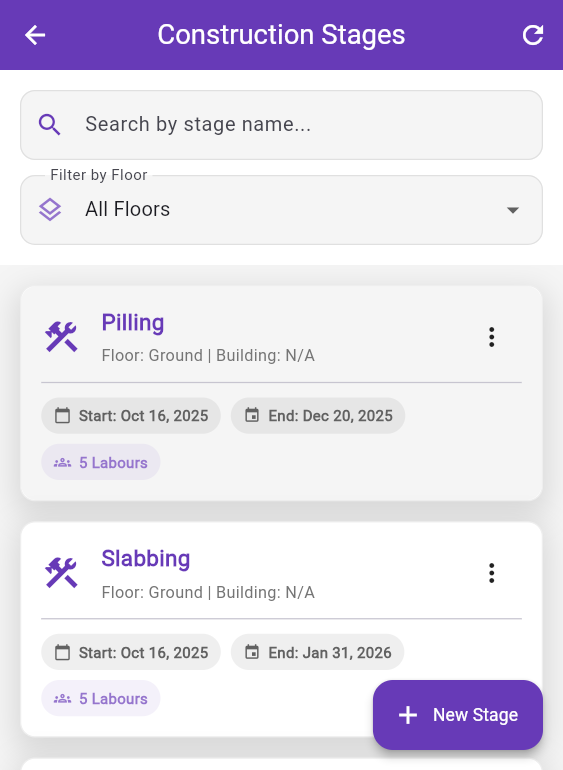 Construction Stages
Search by stage name...
Filter by Floor
All Floors
Pilling
Floor: Ground | Building: N/A
Start: Oct 16, 2025
End: Dec 20, 2025
5 Labours
Slabbing
Floor: Ground | Building: N/A
Start: Oct 16, 2025
End: Jan 31, 2026
5 Labours
New Stage